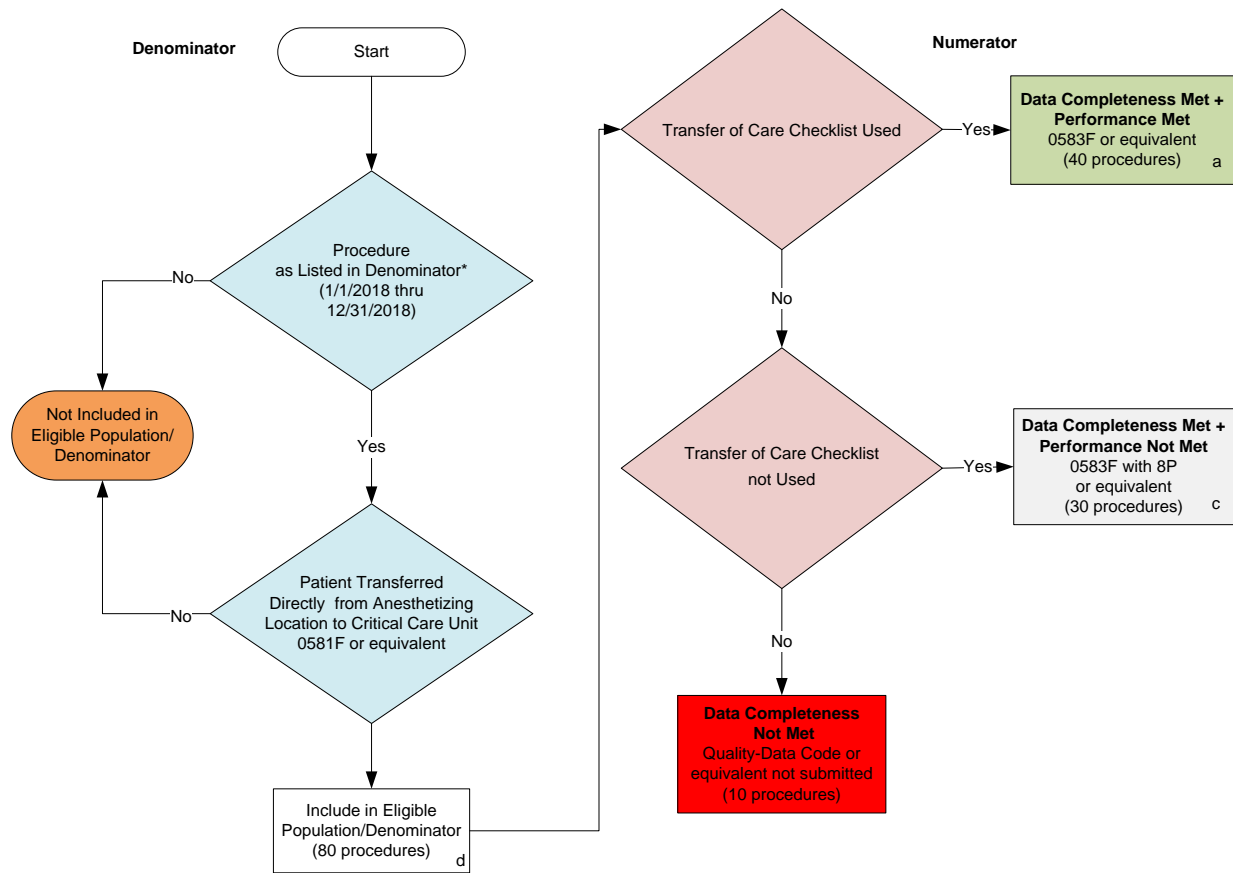 Denominator
Start
Procedure
as Listed in Denominator*
(1/1/2018 thru
12/31/2018)
No
Not Included in
Eligible Population/
Denominator
Yes
Patient Transferred
Directly from Anesthetizing
Location to Critical Care Unit
0581F or equivalent
No
Include in Eligible
Population/Denominator
(80 procedures)
d
Numerator
Transfer of Care Checklist Used
Yes
Data Completeness Met +
Performance Met
0583F or equivalent
(40 procedures)
a
No
Transfer of Care Checklist
not Used
Yes
Data Completeness Met +
Performance Not Met
0583F with 8P
or equivalent
(30 procedures)
c
No
Data Completeness
Not Met
Quality-Data Code or
equivalent not submitted
(10 procedures)